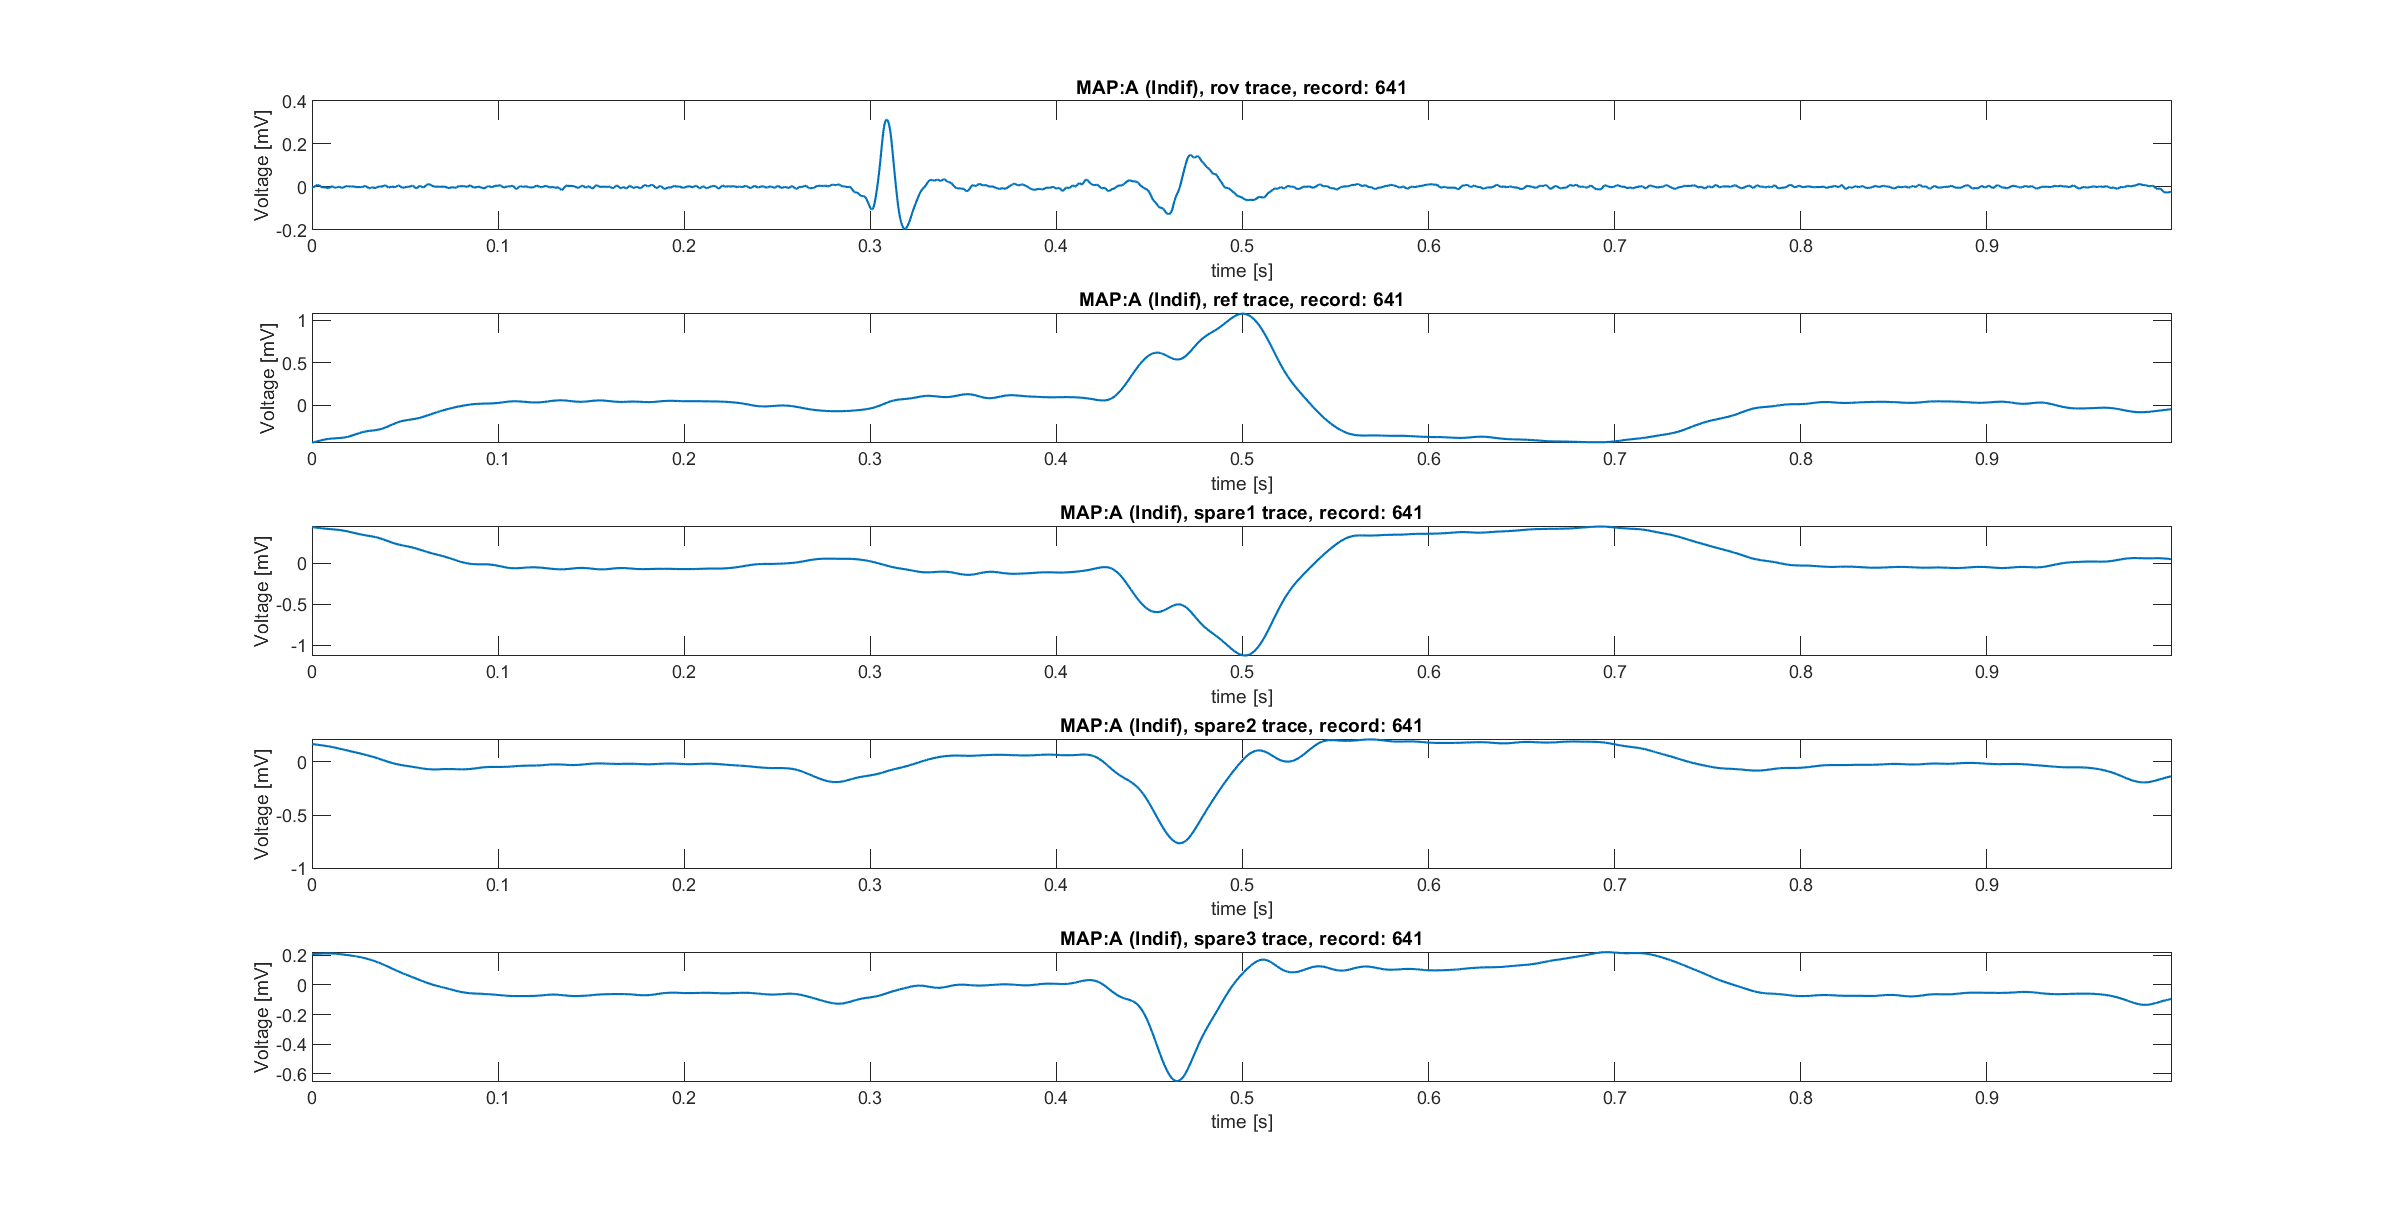 MAP:A (Indif), rov trace, record: 641
Voltage [mV]
0.4
0.2
0
-0.2
0 0.1 0.2 0.3 0.4 0.5 0.6 0.7 0.8 0.9
time [s]
MAP:A (Indif), ref trace, record: 641
Voltage [mV]
1
0.5
0
0 0.1 0.2 0.3 0.4 0.5 0.6 0.7 0.8 0.9
time [s]
MAP:A (Indif), spare1 trace, record: 641
Voltage [mV]
0
-0.5
-1
0 0.1 0.2 0.3 0.4 0.5 0.6 0.7 0.8 0.9
time [s]
MAP:A (Indif), spare2 trace, record: 641
Voltage [mV]
0
-0.5
-1
0 0.1 0.2 0.3 0.4 0.5 0.6 0.7 0.8 0.9
time [s]
MAP:A (Indif), spare3 trace, record: 641
Voltage [mV]
0.2
0
-0.2
-0.4
-0.6
0 0.1 0.2 0.3 0.4 0.5 0.6 0.7 0.8 0.9
time [s]